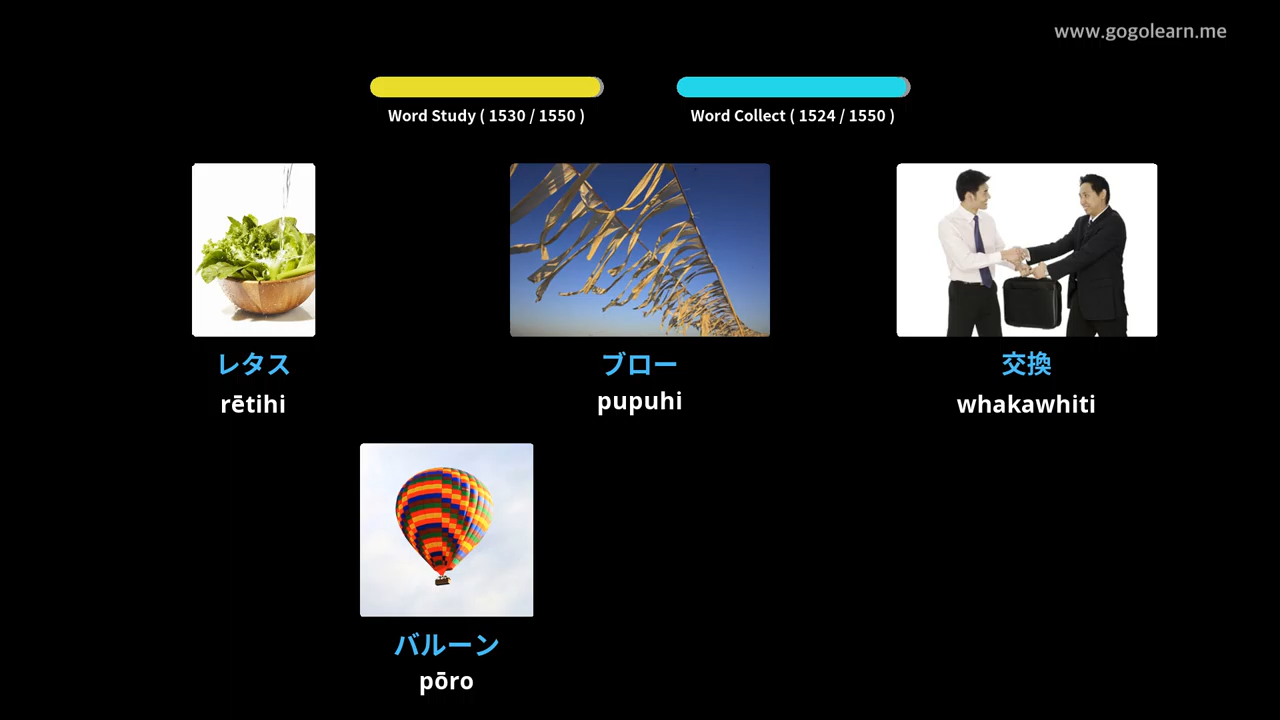 www.gogolearn.me
Word Study ( 1530 / 1550 )
Word Collect ( 1524 / 1550 )
レタス
rētihi
ブロー
pupuhi
交換
whakawhiti
バルーン
pōro